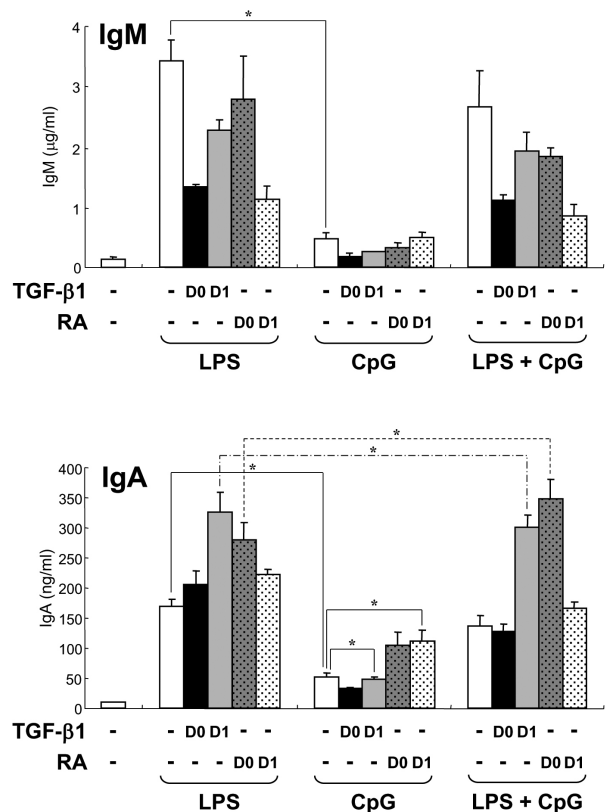 IgM
*
4
3
2
1
0
IgM (µg/ml)
TGF-β1 - - D0 D1 - - - D0 D1 - - - D0 D1 - -
RA - - - - D0 D1 - - - D0 D1 - - - D0 D1
LPS CpG LPS + CpG
IgA
*
*
*
*
*
400
350
300
250
200
150
100
50
0
IgA (ng/ml)
TGF-β1 - - D0 D1 - - - D0 D1 - - - D0 D1 - -
RA - - - - D0 D1 - - - D0 D1 - - - D0 D1
LPS CpG LPS + CpG